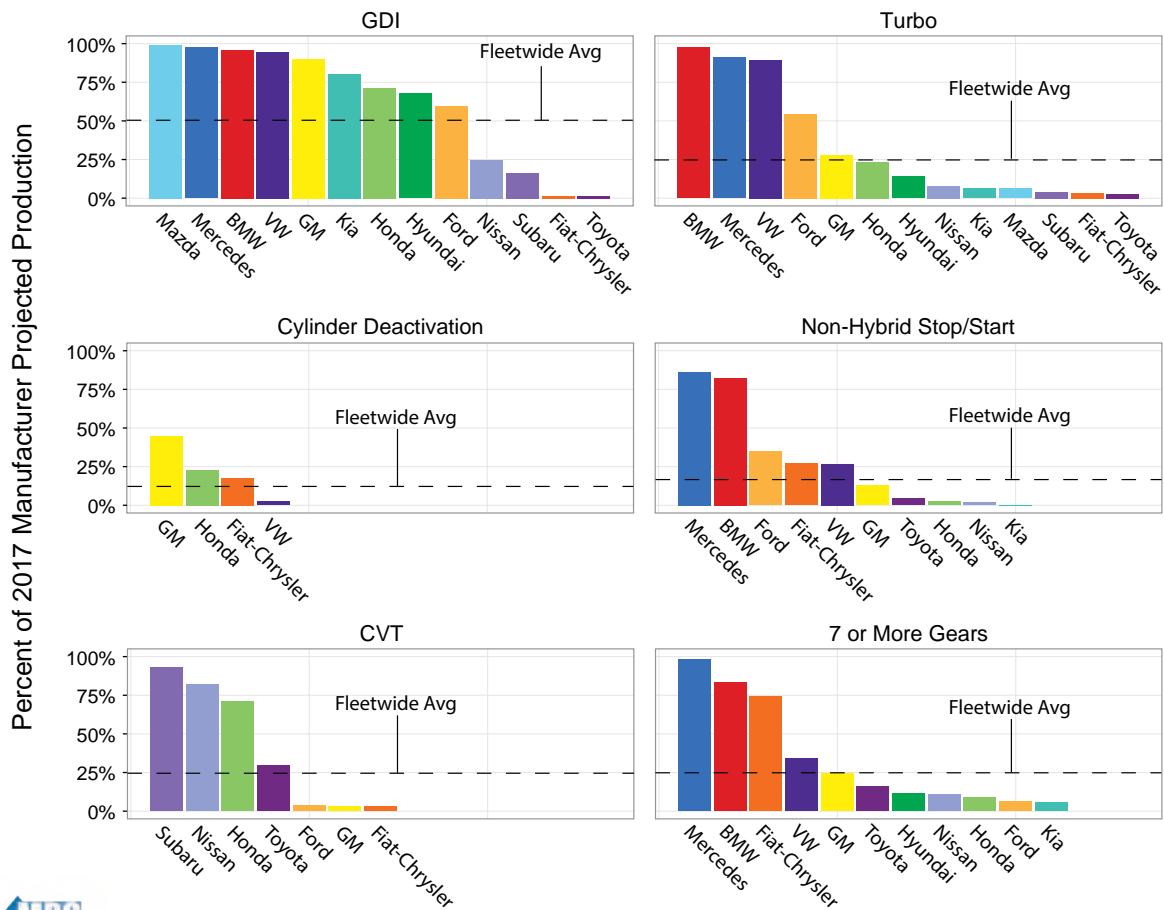 Percent of 2017 Manufacturer Projected Production
GDI
100%
75%
50%
25%
0%
Fleetwide Avg
Mazda
Mercedes
BMW
VW
GM
Kia
Honda
Hyundai
Ford
Nissan
Subaru
Fiat-Chrysler
Toyota
Turbo
Fleetwide Avg
BMW
Mercedes
VW
Ford
GM
Honda
Hyundai
Nissan
Kia
Mazda
Subaru
Fiat-Chrysler
Toyota
Cylinder Deactivation
100%
75%
50%
25%
0%
Fleetwide Avg
GM
Honda
Fiat-Chrysler
VW
Non-Hybrid Stop/Start
Fleetwide Avg
Mercedes
BMW
Ford
Fiat-Chrysler
VW
GM
Toyota
Honda
Nissan
Kia
CVT
100%
75%
50%
25%
0%
Fleetwide Avg
Subaru
Nissan
Honda
Toyota
Ford
GM
Fiat-Chrysler
7 or More Gears
Fleetwide Avg
Mercedes
BMW
Fiat-Chrysler
VW
GM
Toyota
Hyundai
Nissan
Honda
Ford
Kia